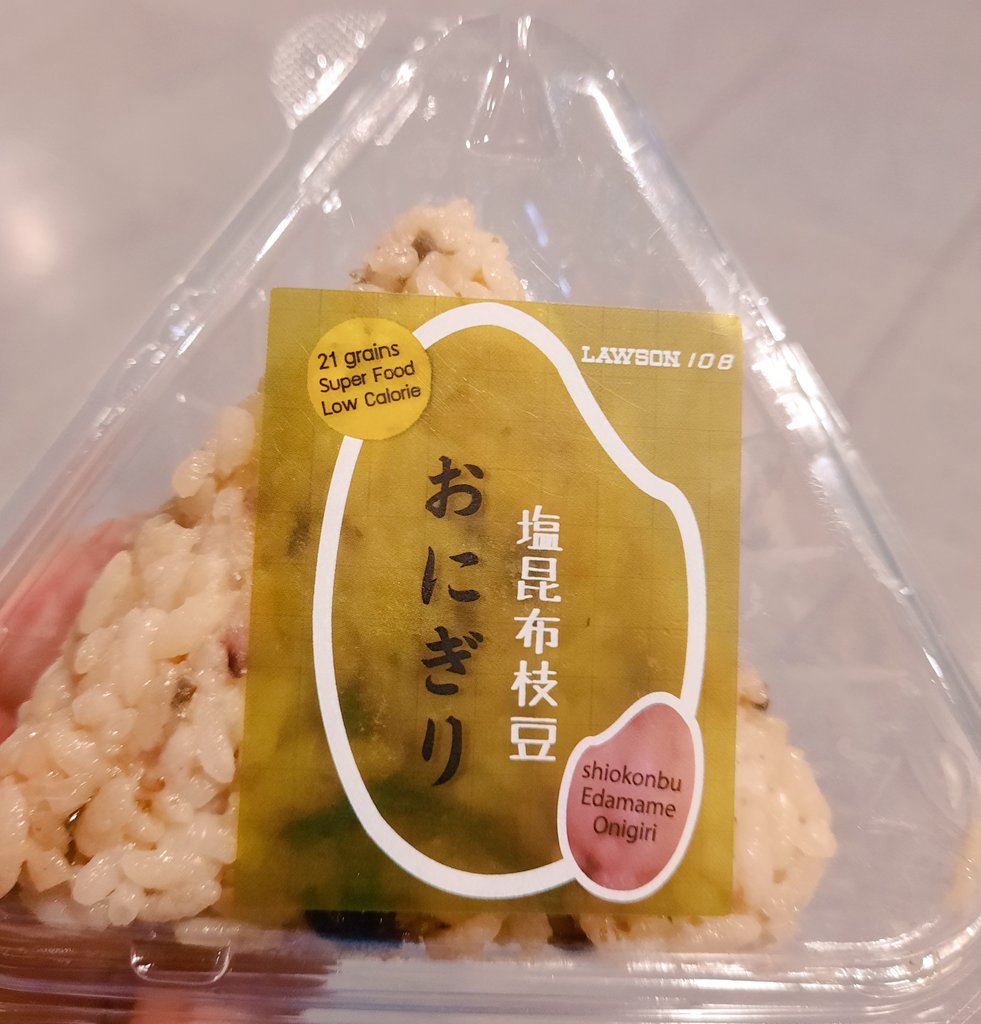 21 grains
Super Food
Low Calorie
LAWSON 108
塩昆布枝豆
おにぎり
shiokonbu
Edamame
Onigiri